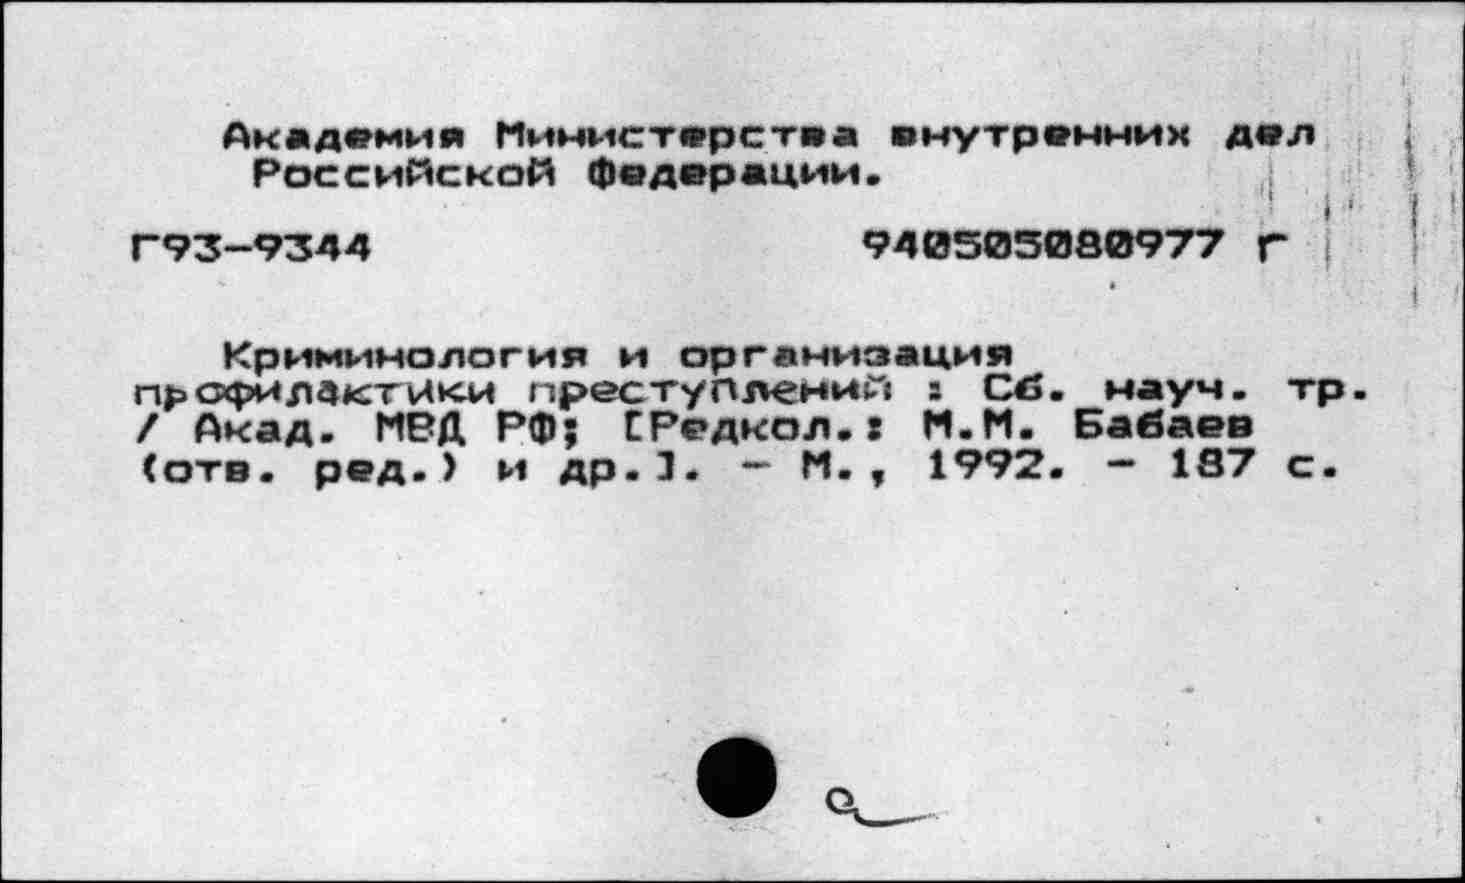 Академия Министерства внутренних дел
Российской Федерации.
Г93-9344 940505080977 Г
Криминология и организация
профилактики преступлений : Сб. науч. тр.
/ Акад. МВД РФ; [Редкол.: М.М. Бабаев
(отв. ред.) и др.]. - М., 1992. - 187 с.